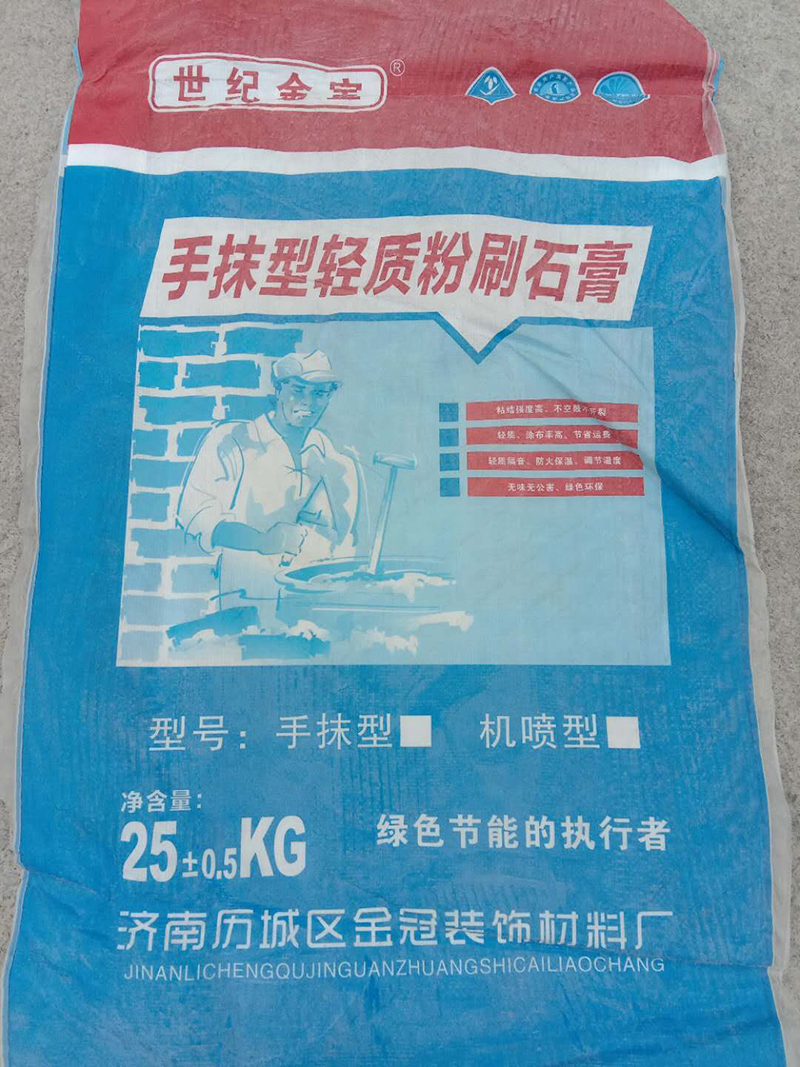 世纪金宝®
手抹型轻质粉刷石膏
粘结强度高、不空鼓不开裂
轻质、涂布率高、节省运费
轻质隔音、防火保温、调节温度
无味无公害、绿色环保
型号：手抹型 机喷型
净含量：
25±0.5KG
绿色节能的执行者
济南历城区金冠装饰材料厂
JINANLICHENGQUJINGUANZHUANGSHICAILIAOCHANG